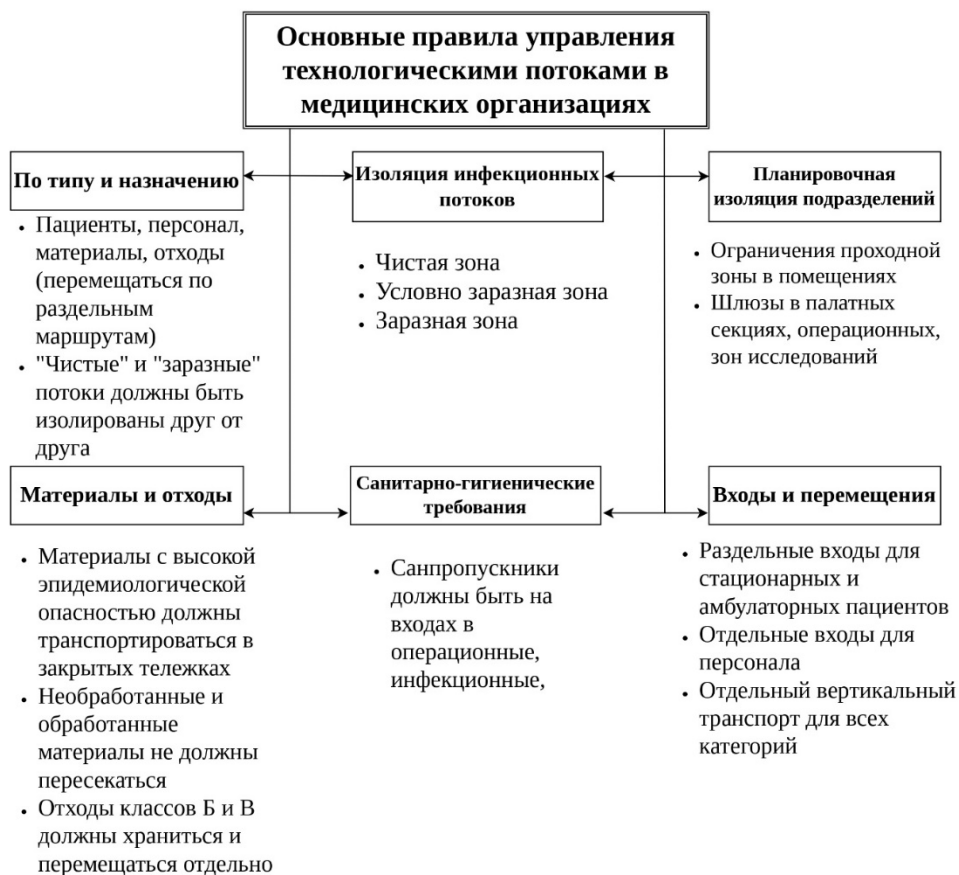 Основные правила управления
технологическими потоками в
медицинских организациях
По типу и назначению
• Пациенты, персонал,
материалы, отходы
(перемещаться по
раздельным
маршрутам)
• "Чистые" и "заразные"
потоки должны быть
изолированы друг от
друга
Изоляция инфекционных
потоков
• Чистая зона
• Условно заразная зона
• Заразная зона
Планировочная
изоляция подразделений
• Ограничения проходной
зоны в помещениях
• Шлюзы в палатных
секциях, операционных,
зон исследований
Материалы и отходы
• Материалы с высокой
эпидемиологической
опасностью должны
транспортироваться в
закрытых тележках
• Необработанные и
обработанные
материалы не должны
пересекаться
• Отходы классов Б и В
должны храниться и
перемещаться отдельно
Санитарно-гигиенические
требования
• Санпропускники
должны быть на
входах в
операционные,
инфекционные,
Входы и перемещения
• Раздельные входы для
стационарных и
амбулаторных пациентов
• Отдельные входы для
персонала
• Отдельный вертикальный
транспорт для всех
категорий